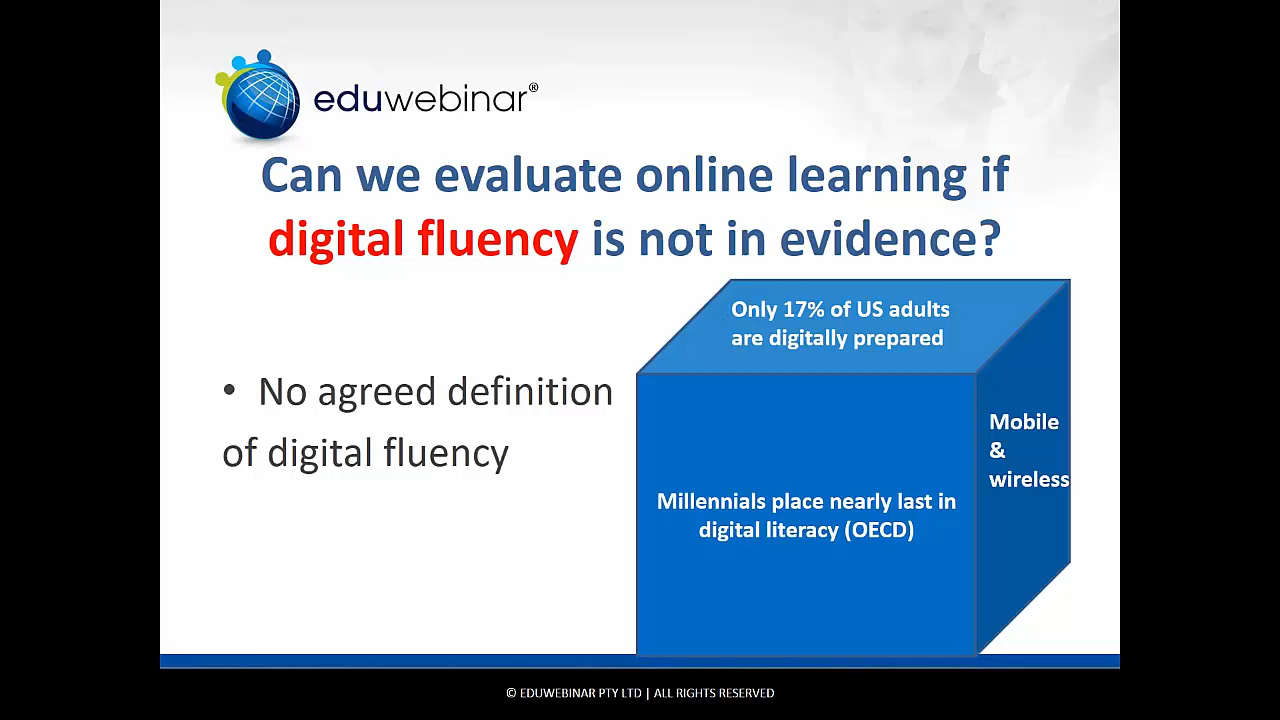 eduwebinar®
Can we evaluate online learning if
digital fluency is not in evidence?
• No agreed definition
of digital fluency
Only 17% of US adults
are digitally prepared
Millennials place nearly last in
digital literacy (OECD)
Mobile
&
wireless
© EDUWEBINAR PTY LTD | ALL RIGHTS RESERVED